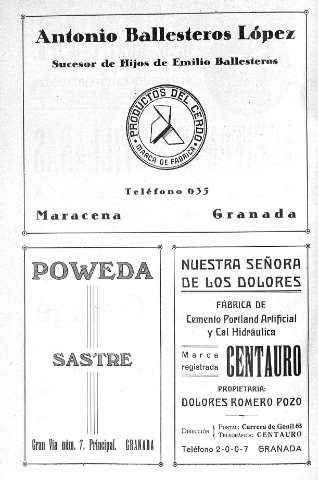 Antonio Ballesteros López
Sucesor de Hijos de Emilio Ballesteros
PRODUCTOS DEL CERDO
MARCA DE FABRICA
Teléfono 635
Maracena Granada
POWEDA
SASTRE
Gran Vía núm. 7. Principal. GRANADA
NUESTRA SEÑORA
DE LOS DOLORES
FÁBRICA DE
Cemento Portland Artificial
y Cal Hidráulica
Marca
registrada
CENTAURO
PROPIETARIA:
DOLORES ROMERO POZO
DIRECCIÓN
POSTAL: Carrera de Genil 68
TELEGRÁFICA: CENTAURO
Teléfono 2-0-0-7 GRANADA